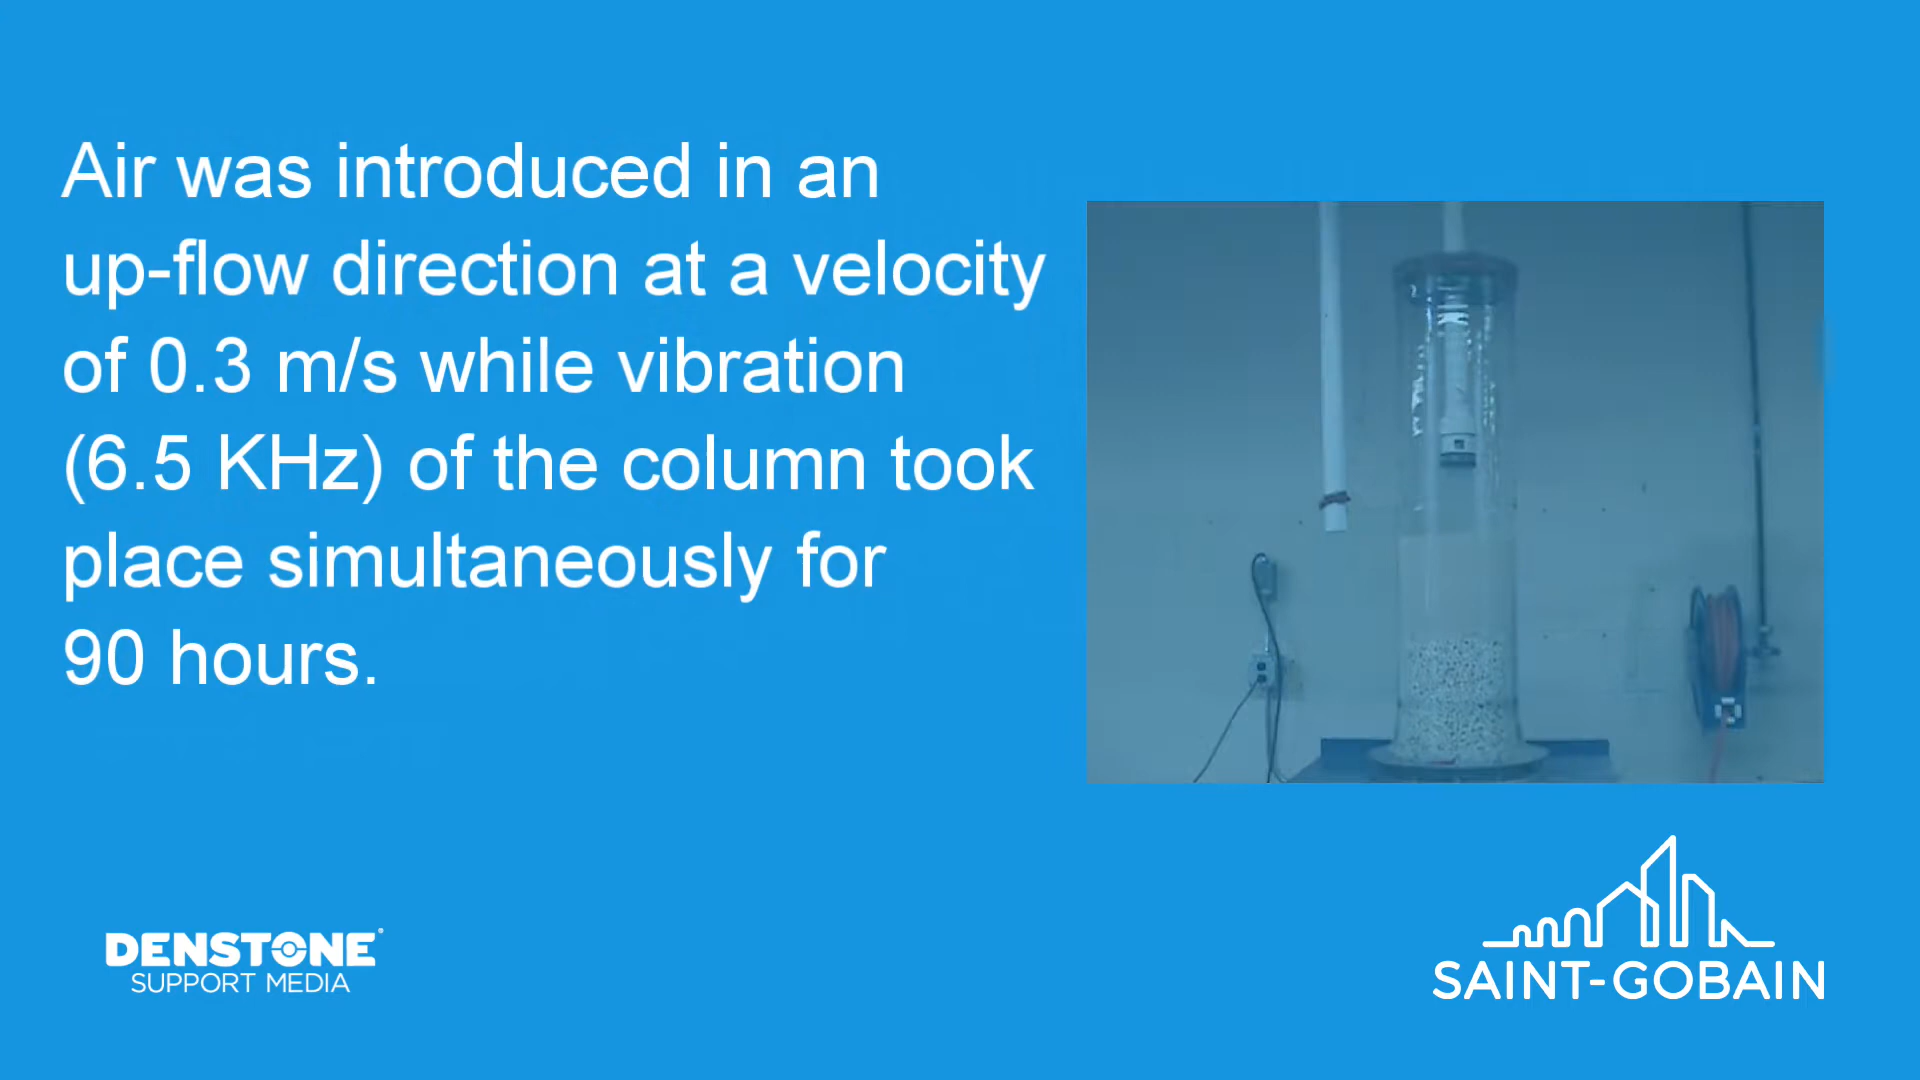 Air was introduced in an
up-flow direction at a velocity
of 0.3 m/s while vibration
(6.5 KHz) of the column took
place simultaneously for
90 hours.
DENSTONE®
SUPPORT MEDIA
SAINT-GOBAIN